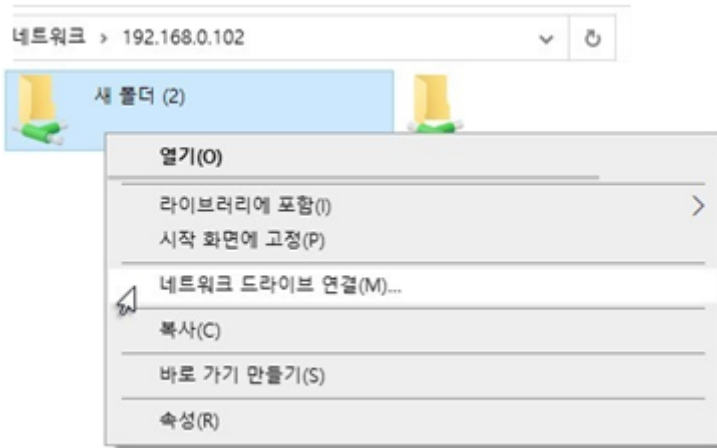 네트워크 > 192.168.0.102
새 폴더 (2)
열기(O)
라이브러리에 포함(I)
시작 화면에 고정(P)
네트워크 드라이브 연결(M)...
복사(C)
바로 가기 만들기(S)
속성(R)